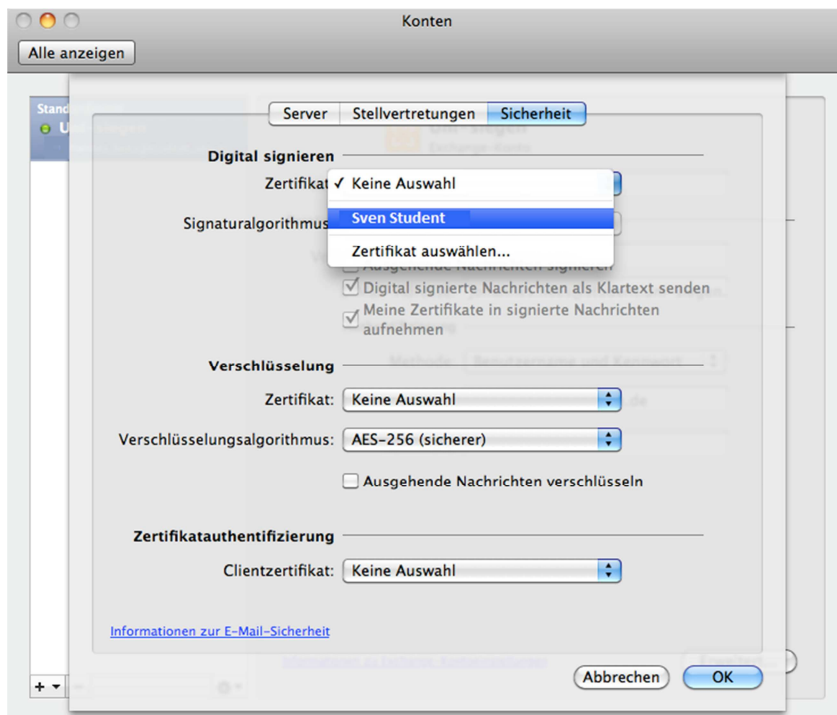 Konten
Alle anzeigen
Server Stellvertretungen Sicherheit
Digital signieren
Zertifikat ✓ Keine Auswahl
Sven Student
Signaturalgorithmus
Zertifikat auswählen...
Ausgehende Nachrichten signieren
Digital signierte Nachrichten als Klartext senden
Meine Zertifikate in signierte Nachrichten
aufnehmen
Verschlüsselung
Zertifikat: Keine Auswahl
Verschlüsselungsalgorithmus: AES-256 (sicherer)
Ausgehende Nachrichten verschlüsseln
Zertifikatauthentifizierung
Clientzertifikat: Keine Auswahl
Informationen zur E-Mail-Sicherheit
Abbrechen OK